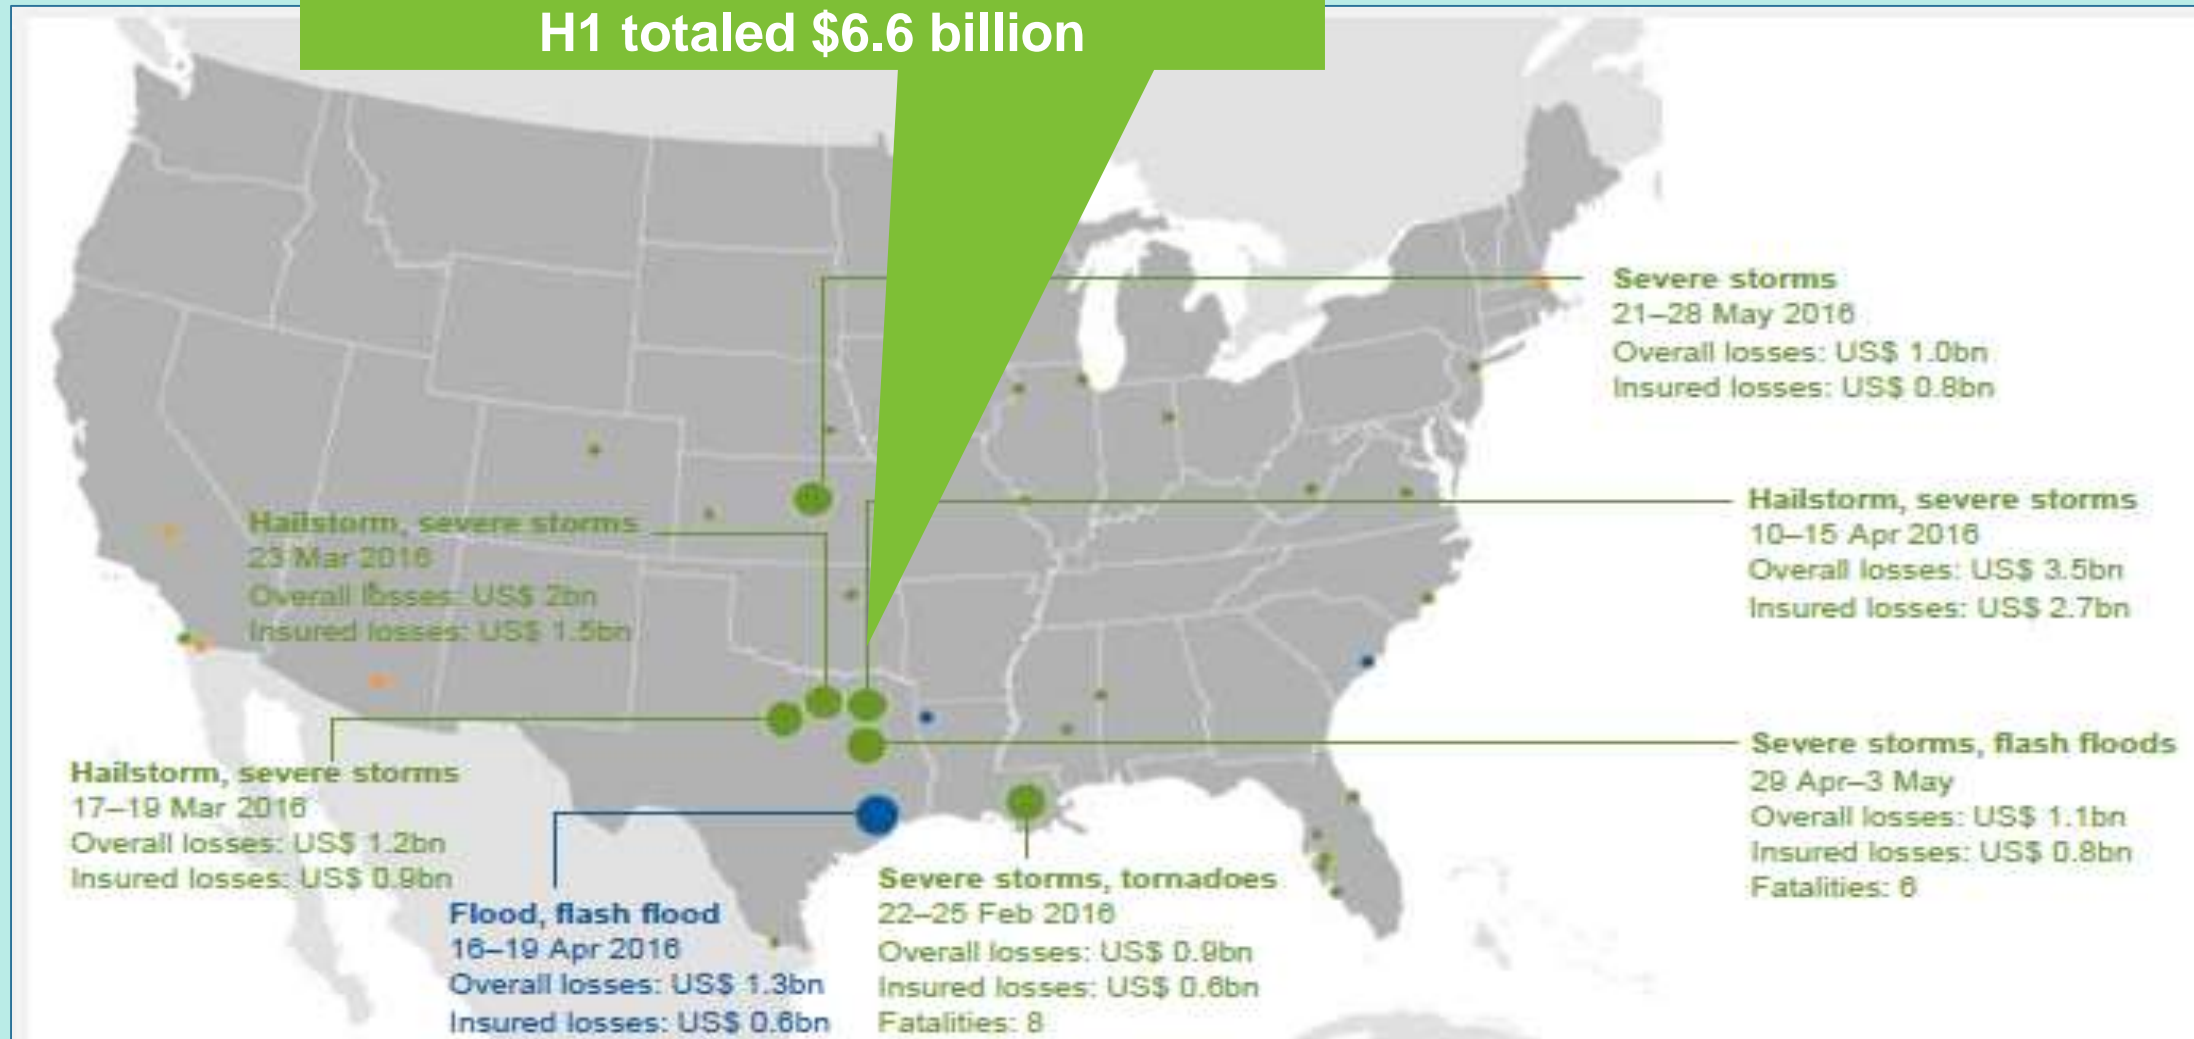 H1 totaled $6.6 billion
Severe storms
21–28 May 2016
Overall losses: US$ 1.0bn
Insured losses: US$ 0.8bn
Hailstorm, severe storms
10–15 Apr 2016
Overall losses: US$ 3.5bn
Insured losses: US$ 2.7bn
Hailstorm, severe storms
23 Mar 2016
Overall losses: US$ 2bn
Insured losses: US$ 1.5bn
Severe storms, flash floods
29 Apr–3 May
Overall losses: US$ 1.1bn
Insured losses: US$ 0.8bn
Fatalities: 6
Hailstorm, severe storms
17–19 Mar 2016
Overall losses: US$ 1.2bn
Insured losses: US$ 0.9bn
Flood, flash flood
16–19 Apr 2016
Overall losses: US$ 1.3bn
Insured losses: US$ 0.6bn
Severe storms, tornadoes
22–25 Feb 2016
Overall losses: US$ 0.9bn
Insured losses: US$ 0.6bn
Fatalities: 8